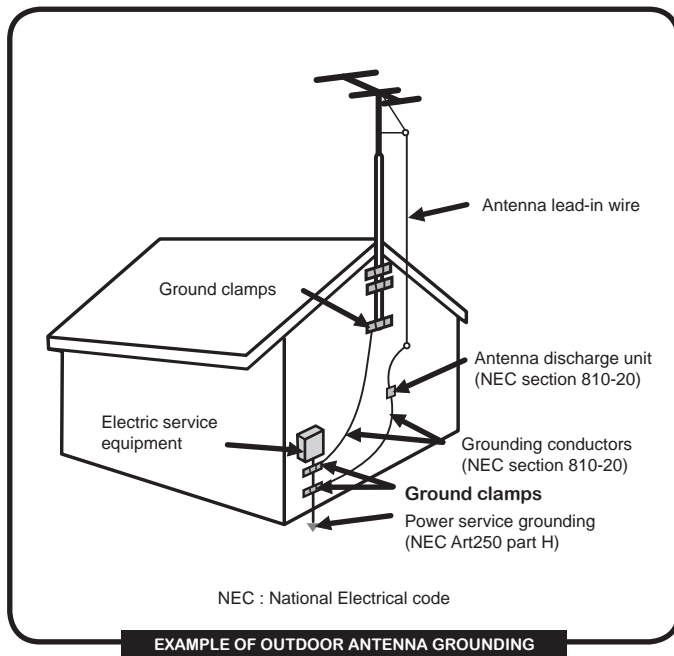 Antenna lead-in wire
Ground clamps
Antenna discharge unit
(NEC section 810-20)
Electric service
equipment
Grounding conductors
(NEC section 810-20)
Ground clamps
Power service grounding
(NEC Art250 part H)
NEC : National Electrical code
EXAMPLE OF OUTDOOR ANTENNA GROUNDING